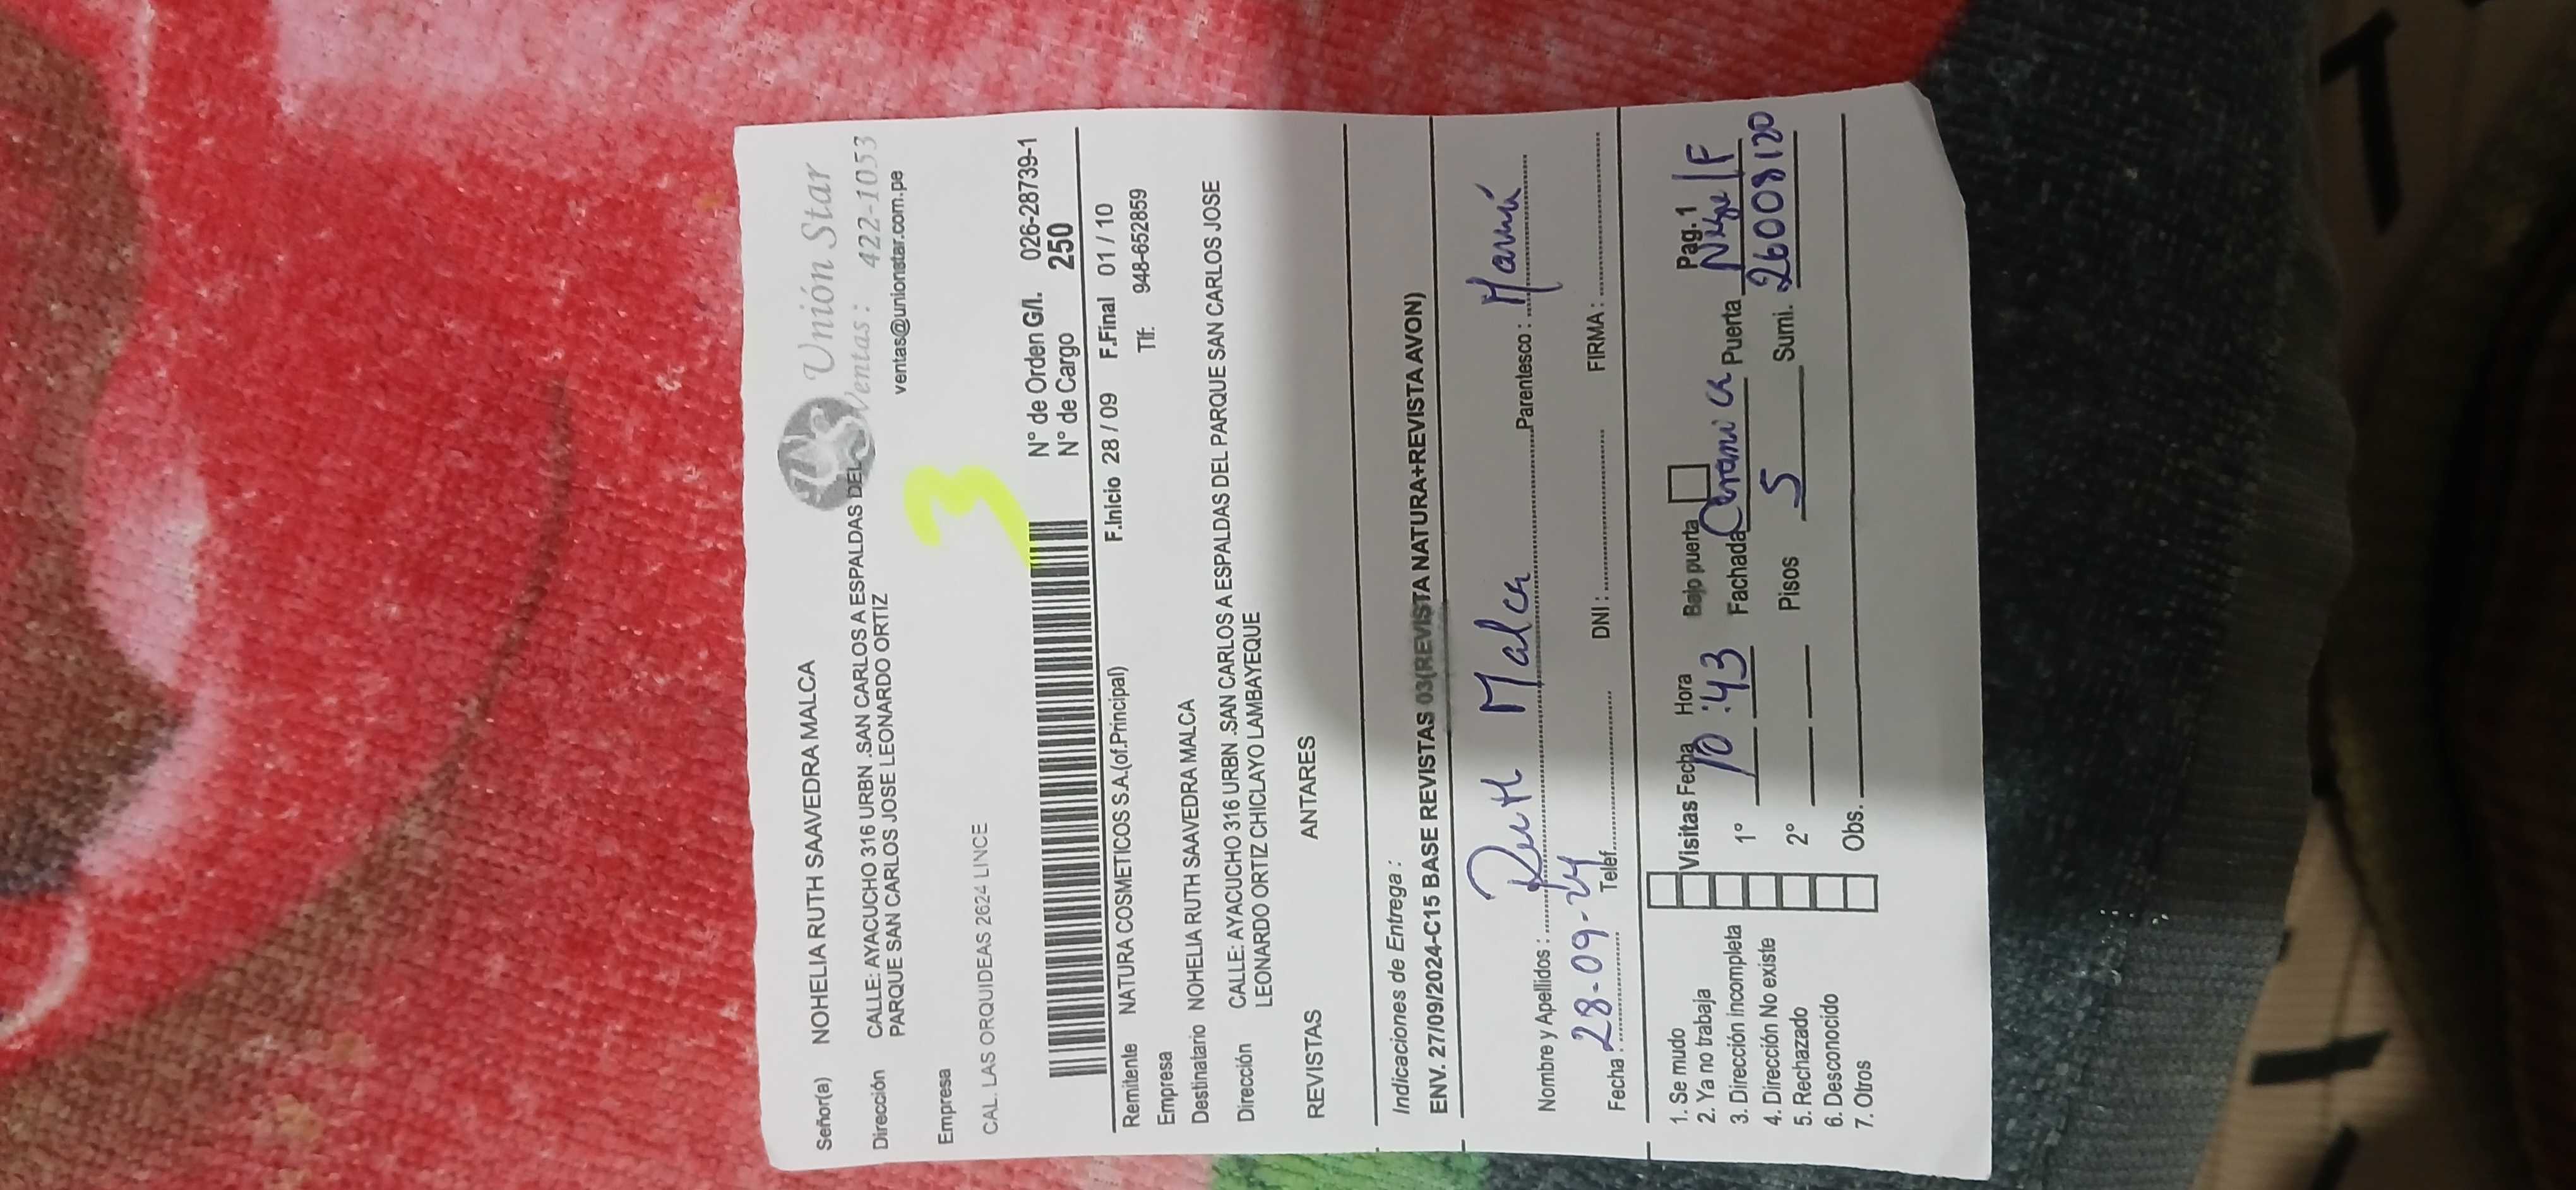 Unión Star
Ventas: 422-1053
ventas@unionstar.com.pe
Señor(a) NOHELIA RUTH SAAVEDRA MALCA
Dirección CALLE: AYACUCHO 316 URBN .SAN CARLOS A ESPALDAS DEL
PARQUE SAN CARLOS JOSE LEONARDO ORTIZ
3
Empresa
CAL. LAS ORQUIDEAS 2624 LINCE
N° de Orden G/I. 026-28739-1
N° de Cargo 250
F.Inicio 28 / 09 F.Final 01 / 10
Remitente NATURA COSMETICOS S.A.(of.Principal)
Tlf: 948-652859
Empresa
Destinatario NOHELIA RUTH SAAVEDRA MALCA
Dirección CALLE: AYACUCHO 316 URBN .SAN CARLOS A ESPALDAS DEL PARQUE SAN CARLOS JOSE
LEONARDO ORTIZ CHICLAYO LAMBAYEQUE
REVISTAS ANTARES
Indicaciones de Entrega :
ENV. 27/09/2024-C15 BASE REVISTAS 03(REVISTA NATURA+REVISTA AVON)
Nombre y Apellidos : Ruth Malca Parentesco : Mamá
Fecha : 28-09-24 Telef. DNI : FIRMA :
1. Se mudo
2. Ya no trabaja
3. Dirección incompleta
4. Dirección No existe
5. Rechazado
6. Desconocido
7. Otros
Visitas Fecha Hora Bajo puerta Pag.1
1° 10:43 Fachada Ceramica Puerta /F
2° Pisos 5 Sumi. 26008120
Obs.